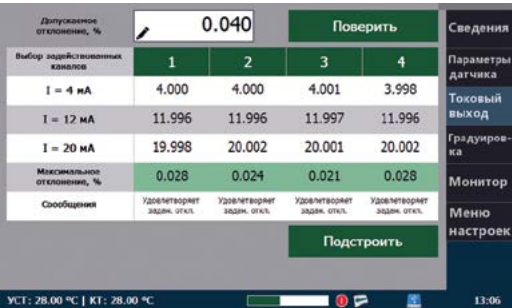 Допускаемое
отклонение, %
0.040
Поверить
Сведения
Выбор задействованных
каналов
1 2 3 4
Параметры
датчика
I = 4 мА 4.000 4.000 4.001 3.998
Токовый
выход
I = 12 мА 11.996 11.996 11.997 11.996
Градуиров-
ка
I = 20 мА 19.998 20.002 20.001 20.002
Максимальное
отклонение, %
0.028 0.024 0.021 0.028
Монитор
Сообщения
Удовлетворяет Удовлетворяет Удовлетворяет Удовлетворяет
задан. откл. задан. откл. задан. откл. задан. откл.
Меню
настроек
Подстроить
УСТ: 28.00 °C | КТ: 28.00 °C
13:06